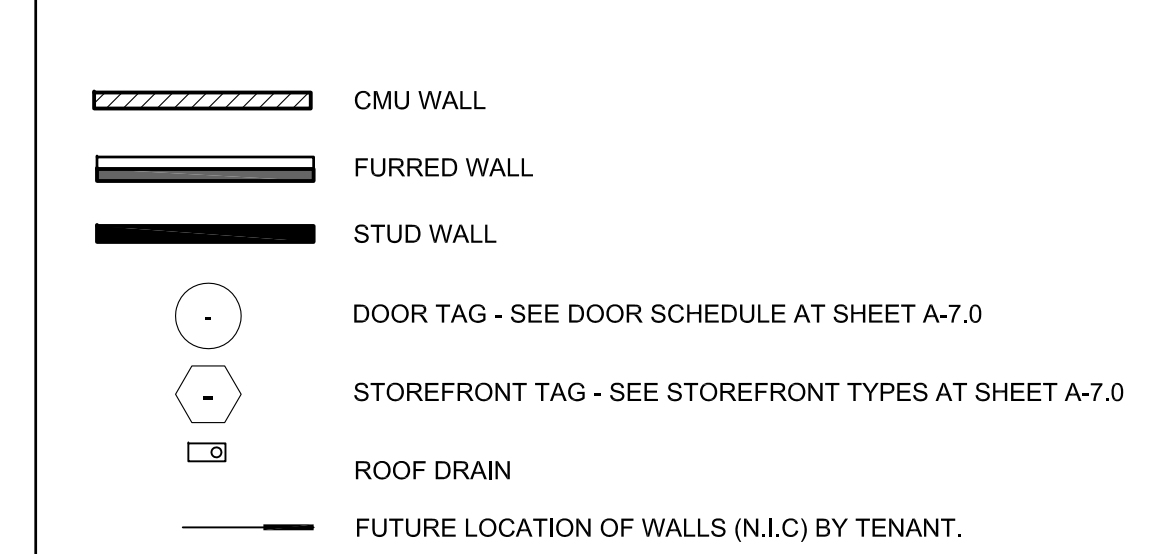 CMU WALL
FURRED WALL
STUD WALL
- DOOR TAG - SEE DOOR SCHEDULE AT SHEET A-7.0
- STOREFRONT TAG - SEE STOREFRONT TYPES AT SHEET A-7.0
ROOF DRAIN
FUTURE LOCATION OF WALLS (N.I.C) BY TENANT.